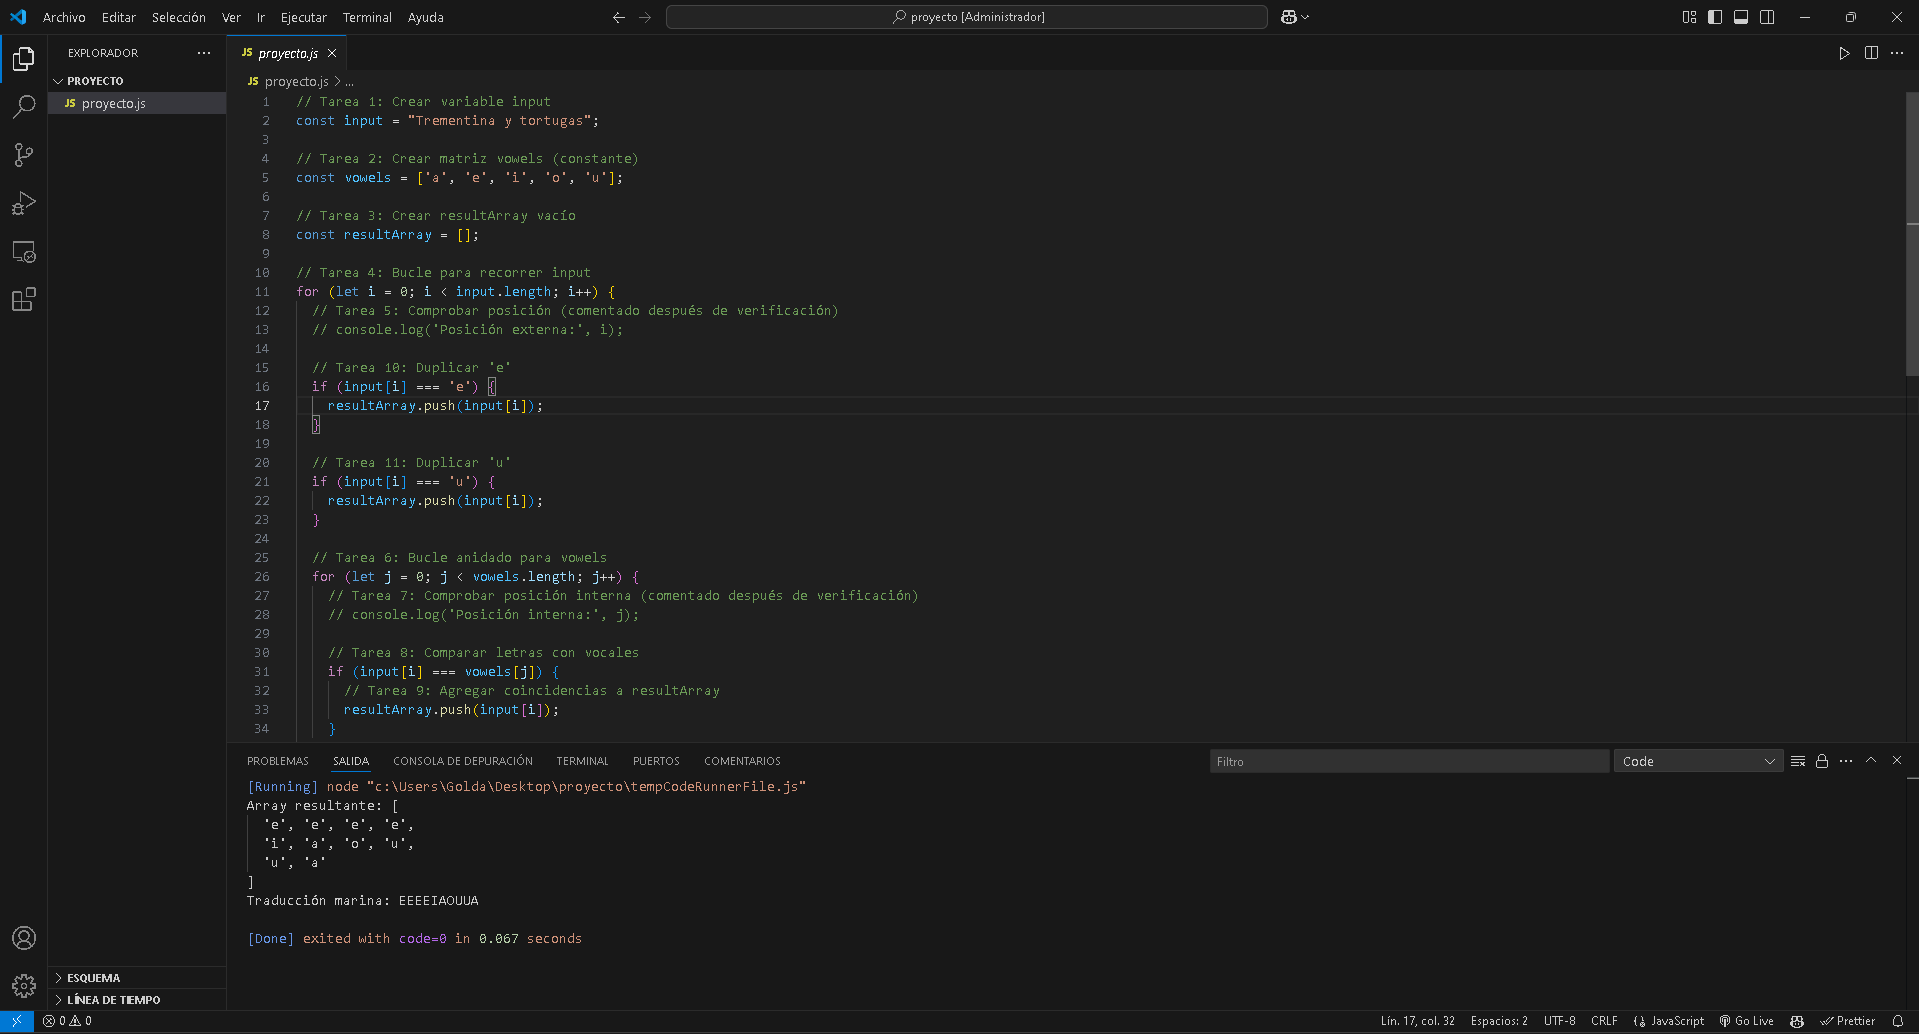 Archivo Editar Selección Ver Ir Ejecutar Terminal Ayuda
proyecto [Administrador]
EXPLORADOR
PROYECTO
JS proyecto.js
JS proyecto.js
JS proyecto.js > ...
1 // Tarea 1: Crear variable input
2 const input = "Trementina y tortugas";
3
4 // Tarea 2: Crear matriz vowels (constante)
5 const vowels = ['a', 'e', 'i', 'o', 'u'];
6
7 // Tarea 3: Crear resultArray vacío
8 const resultArray = [];
9
10 // Tarea 4: Bucle para recorrer input
11 for (let i = 0; i < input.length; i++) {
12 // Tarea 5: Comprobar posición (comentado después de verificación)
13 // console.log('Posición externa:', i);
14
15 // Tarea 10: Duplicar 'e'
16 if (input[i] === 'e') {
17 resultArray.push(input[i]);
18 }
19
20 // Tarea 11: Duplicar 'u'
21 if (input[i] === 'u') {
22 resultArray.push(input[i]);
23 }
24
25 // Tarea 6: Bucle anidado para vowels
26 for (let j = 0; j < vowels.length; j++) {
27 // Tarea 7: Comprobar posición interna (comentado después de verificación)
28 // console.log('Posición interna:', j);
29
30 // Tarea 8: Comparar letras con vocales
31 if (input[i] === vowels[j]) {
32 // Tarea 9: Agregar coincidencias a resultArray
33 resultArray.push(input[i]);
34 }
PROBLEMAS SALIDA CONSOLA DE DEPURACIÓN TERMINAL PUERTOS COMENTARIOS
Filtro
Code
[Running] node "c:\Users\Golda\Desktop\proyecto\tempCodeRunnerFile.js"
Array resultante: [
'e', 'e', 'e', 'e',
'i', 'a', 'o', 'u',
'u', 'a'
]
Traducción marina: EEEEIAOUUA
[Done] exited with code=0 in 0.067 seconds
ESQUEMA
LÍNEA DE TIEMPO
0 0
Lín. 17, col. 32 Espacios: 2 UTF-8 CRLF {} JavaScript Go Live Prettier